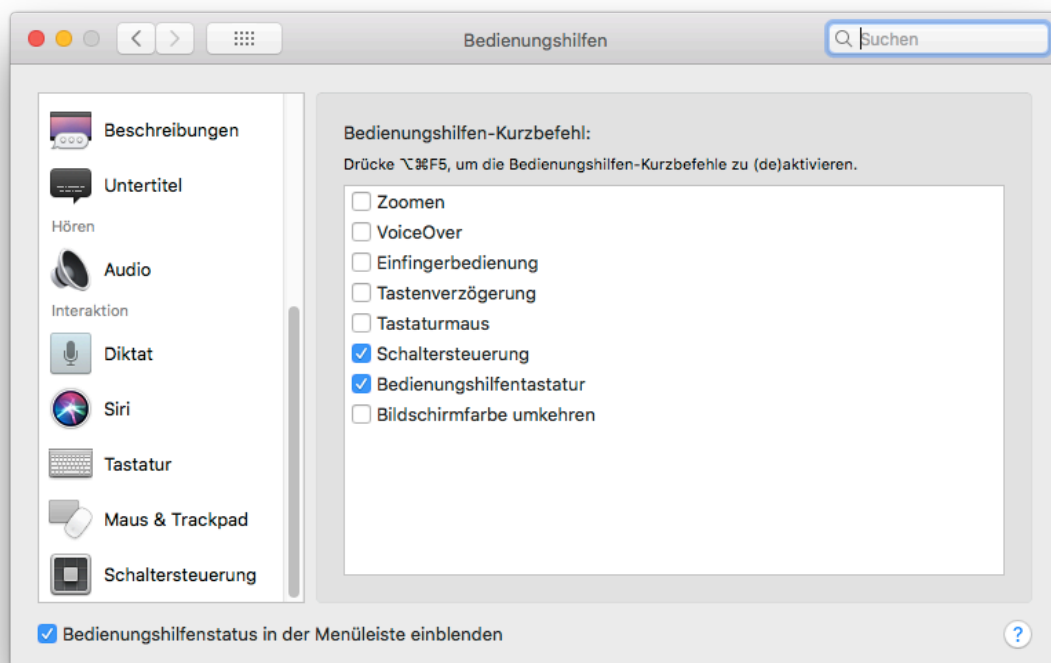 Bedienungshilfen
Suchen
Beschreibungen
Untertitel
Hören
Audio
Interaktion
Diktat
Siri
Tastatur
Maus & Trackpad
Schaltersteuerung
Bedienungshilfen-Kurzbefehl:
Drücke ⌥⌘F5, um die Bedienungshilfen-Kurzbefehle zu (de)aktivieren.
Zoomen
VoiceOver
Einfingerbedienung
Tastenverzögerung
Tastaturmaus
Schaltersteuerung
Bedienungshilfentastatur
Bildschirmfarbe umkehren
Bedienungshilfenstatus in der Menüleiste einblenden
?